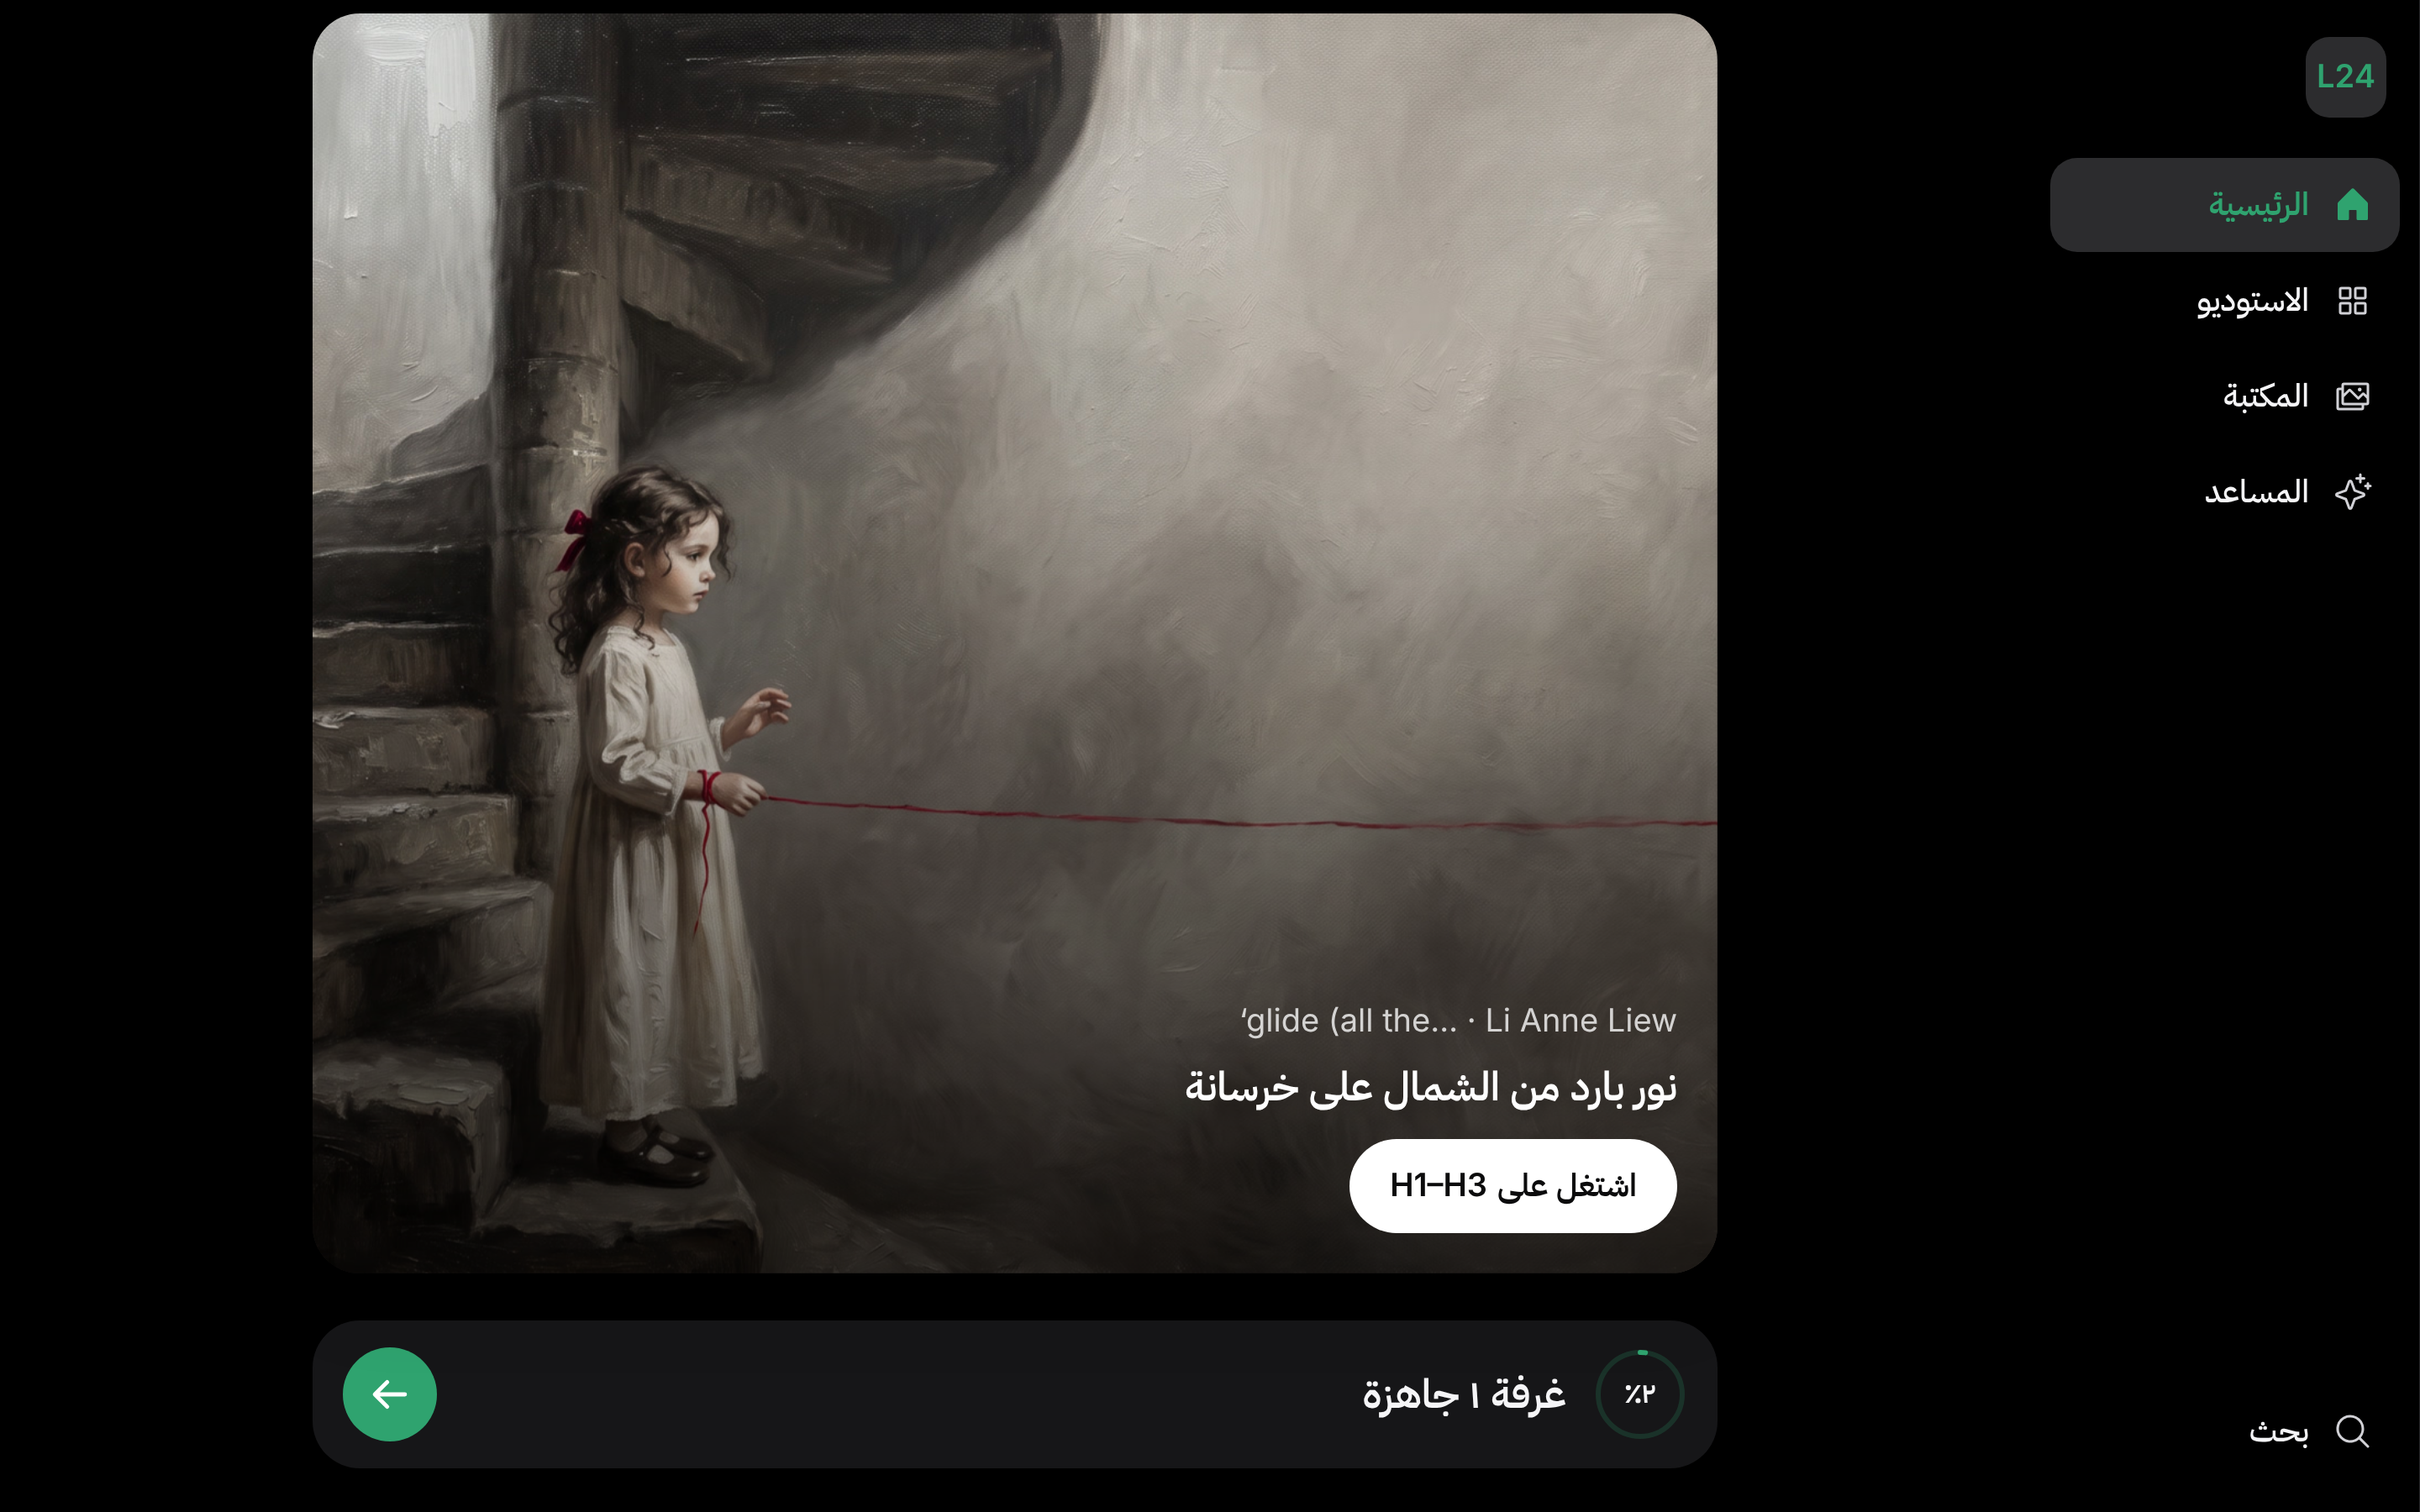 L24
الرئيسية
الاستوديو
المكتبة
المساعد
بحث
‘glide (all the… · Li Anne Liew
نور بارد من الشمال على خرسانة
اشتغل على H1–H3
٪٢
غرفة ١ جاهزة